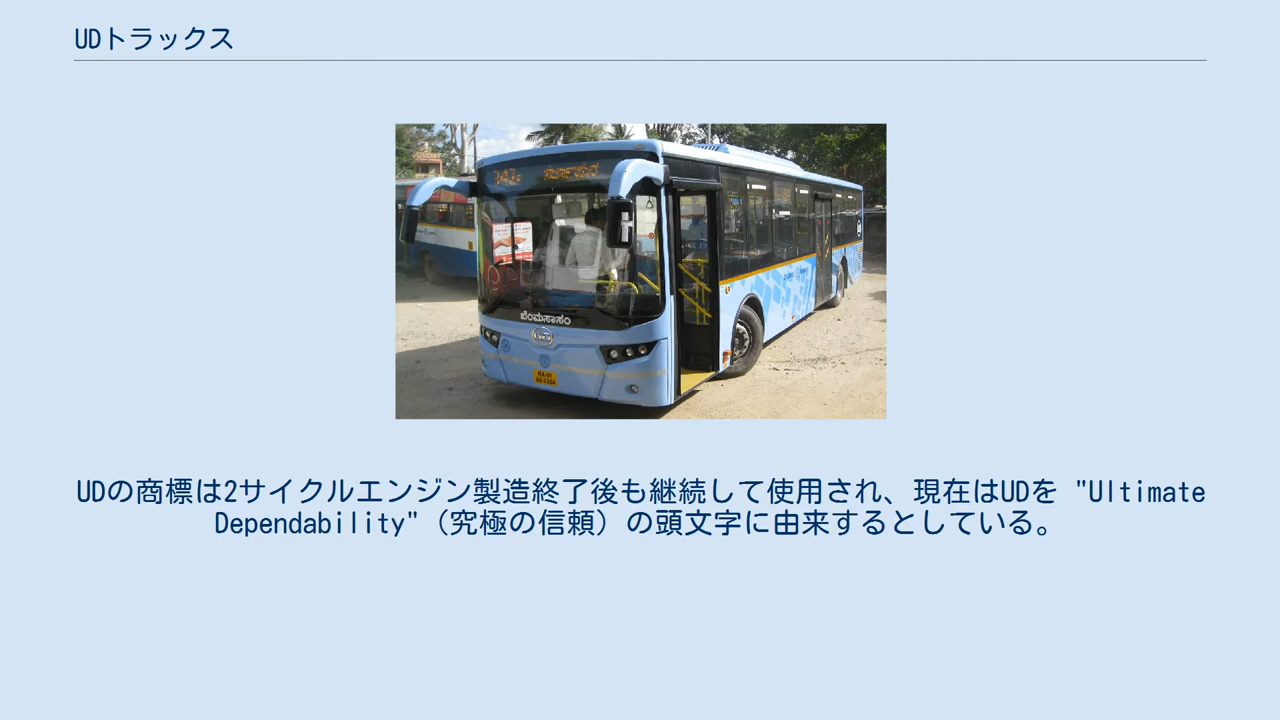 UDトラックス
ಬೆಂಮಸಾಸಂ
UDの商標は2サイクルエンジン製造終了後も継続して使用され、現在はUDを "Ultimate
Dependability"（究極の信頼）の頭文字に由来するとしている。